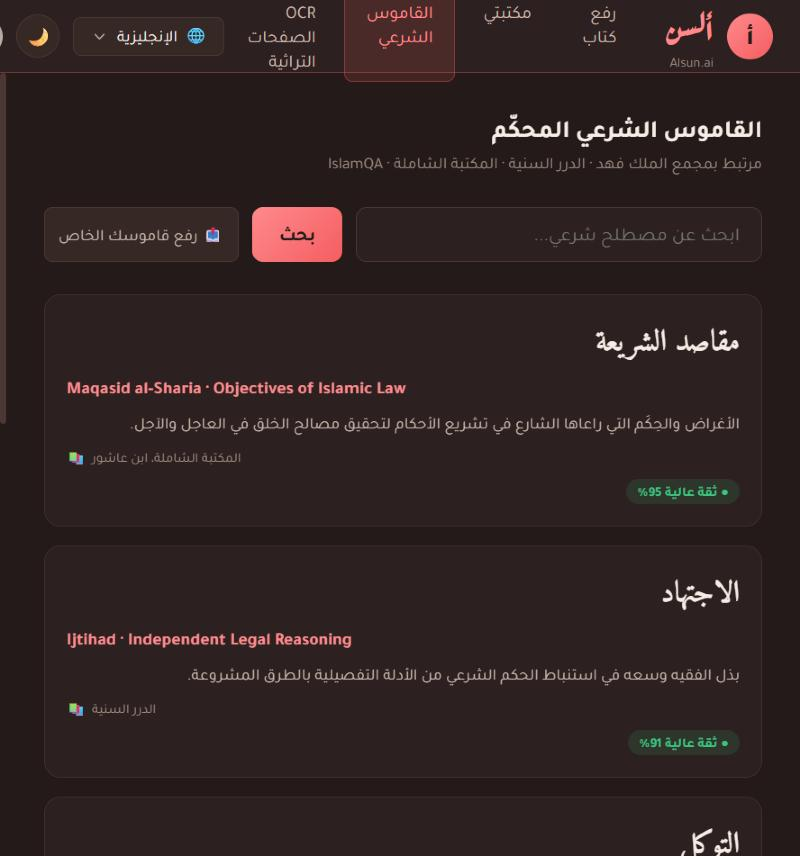 أ
ألسن
Alsun.ai
رفع
كتاب
مكتبتي
القاموس
الشرعي
OCR
الصفحات
التراثية
الإنجليزية
القاموس الشرعي المحكّم
مرتبط بمجمع الملك فهد · الدرر السنية · المكتبة الشاملة · IslamQA
ابحث عن مصطلح شرعي...
بحث
رفع قاموسك الخاص
مقاصد الشريعة
Maqasid al-Sharia · Objectives of Islamic Law
الأغراض والحِكَم التي راعاها الشارع في تشريع الأحكام لتحقيق مصالح الخلق في العاجل والآجل.
المكتبة الشاملة، ابن عاشور
● ثقة عالية 95%
الاجتهاد
Ijtihad · Independent Legal Reasoning
بذل الفقيه وسعه في استنباط الحكم الشرعي من الأدلة التفصيلية بالطرق المشروعة.
الدرر السنية
● ثقة عالية 91%
التوكل